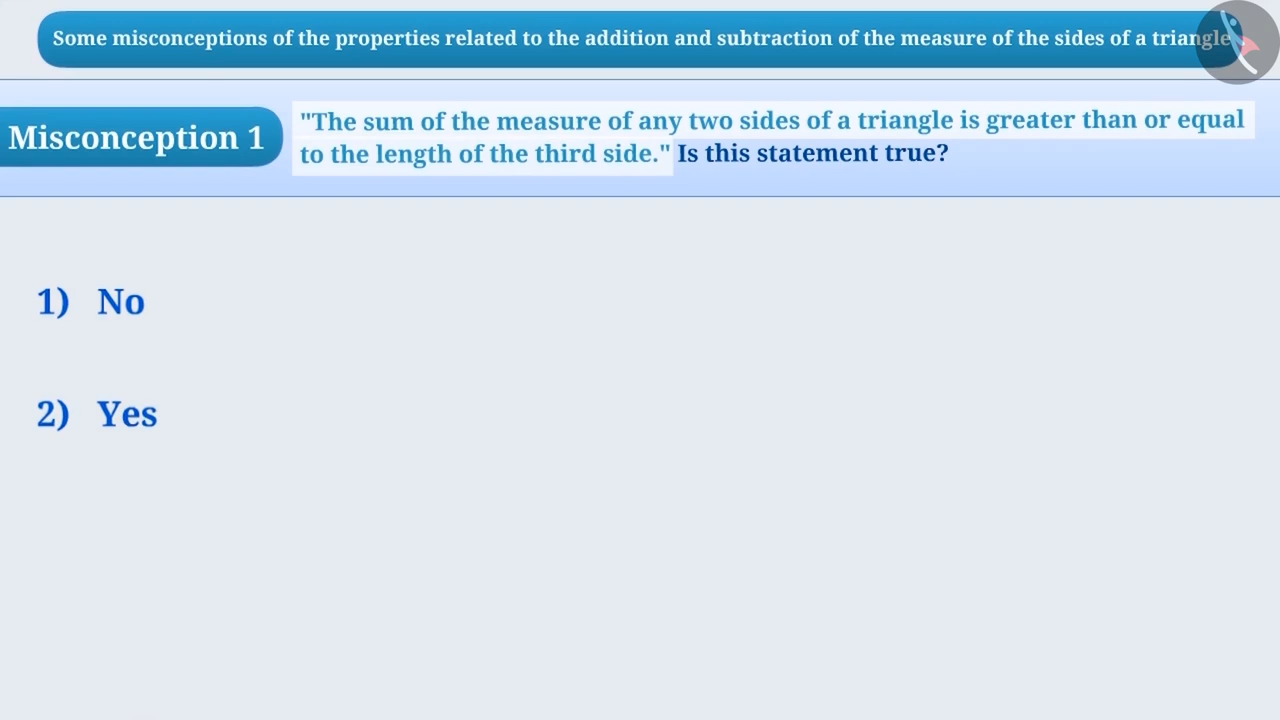 Some misconceptions of the properties related to the addition and subtraction of the measure of the sides of a triangle
Misconception 1
"The sum of the measure of any two sides of a triangle is greater than or equal
to the length of the third side." Is this statement true?
1) No
2) Yes